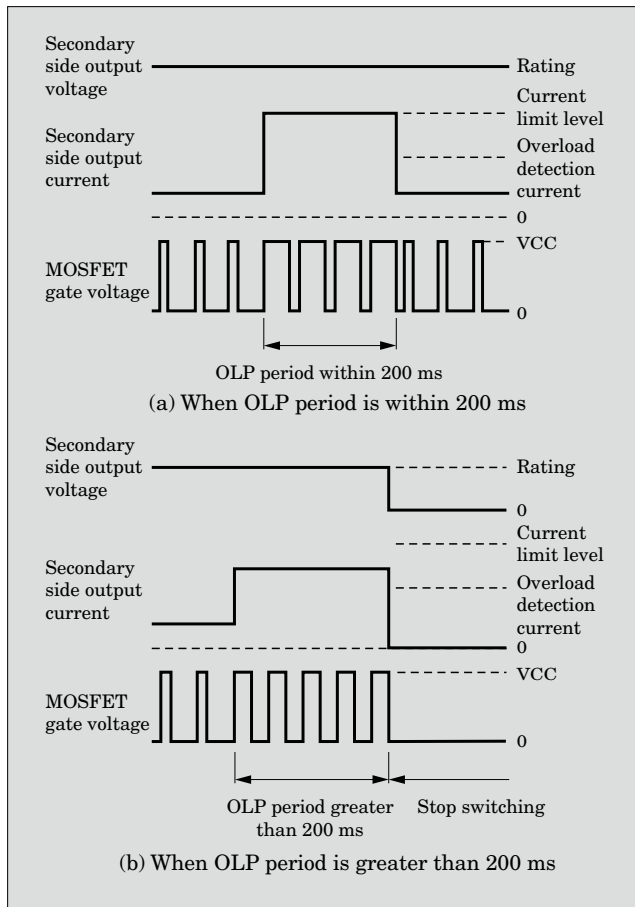 Secondary
side output
voltage
Rating
Current
limit level
Secondary
side output
current
Overload
detection
current
0
VCC
MOSFET
gate voltage
0
OLP period within 200 ms
(a) When OLP period is within 200 ms
Secondary
side output
voltage
Rating
0
Current
limit level
Secondary
side output
current
Overload
detection
current
0
VCC
MOSFET
gate voltage
0
OLP period greater
than 200 ms
Stop switching
(b) When OLP period is greater than 200 ms